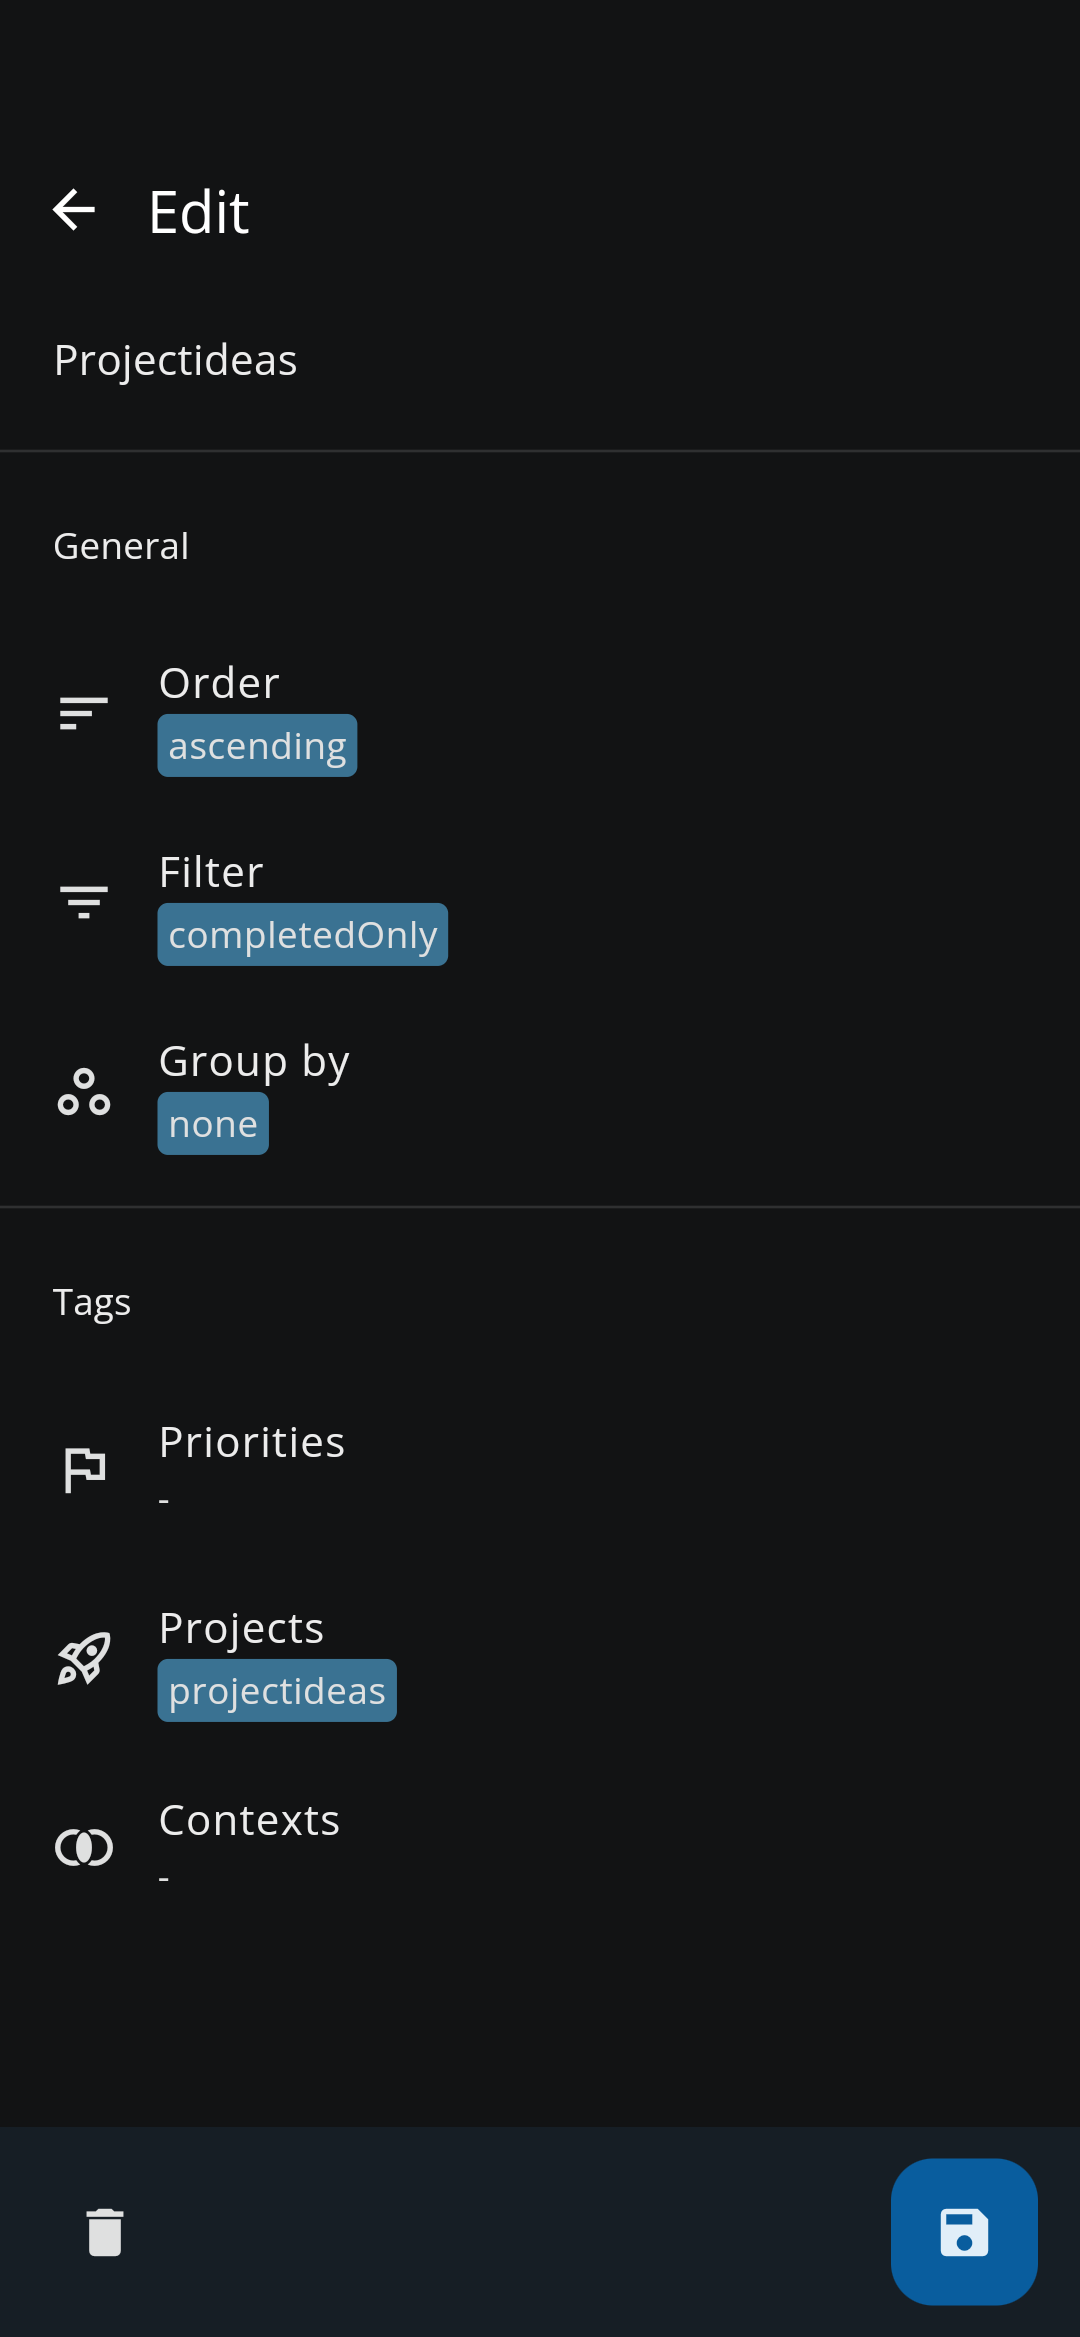 Edit
Projectideas
General
Order
ascending
Filter
completedOnly
Group by
none
Tags
Priorities
-
Projects
projectideas
Contexts
-